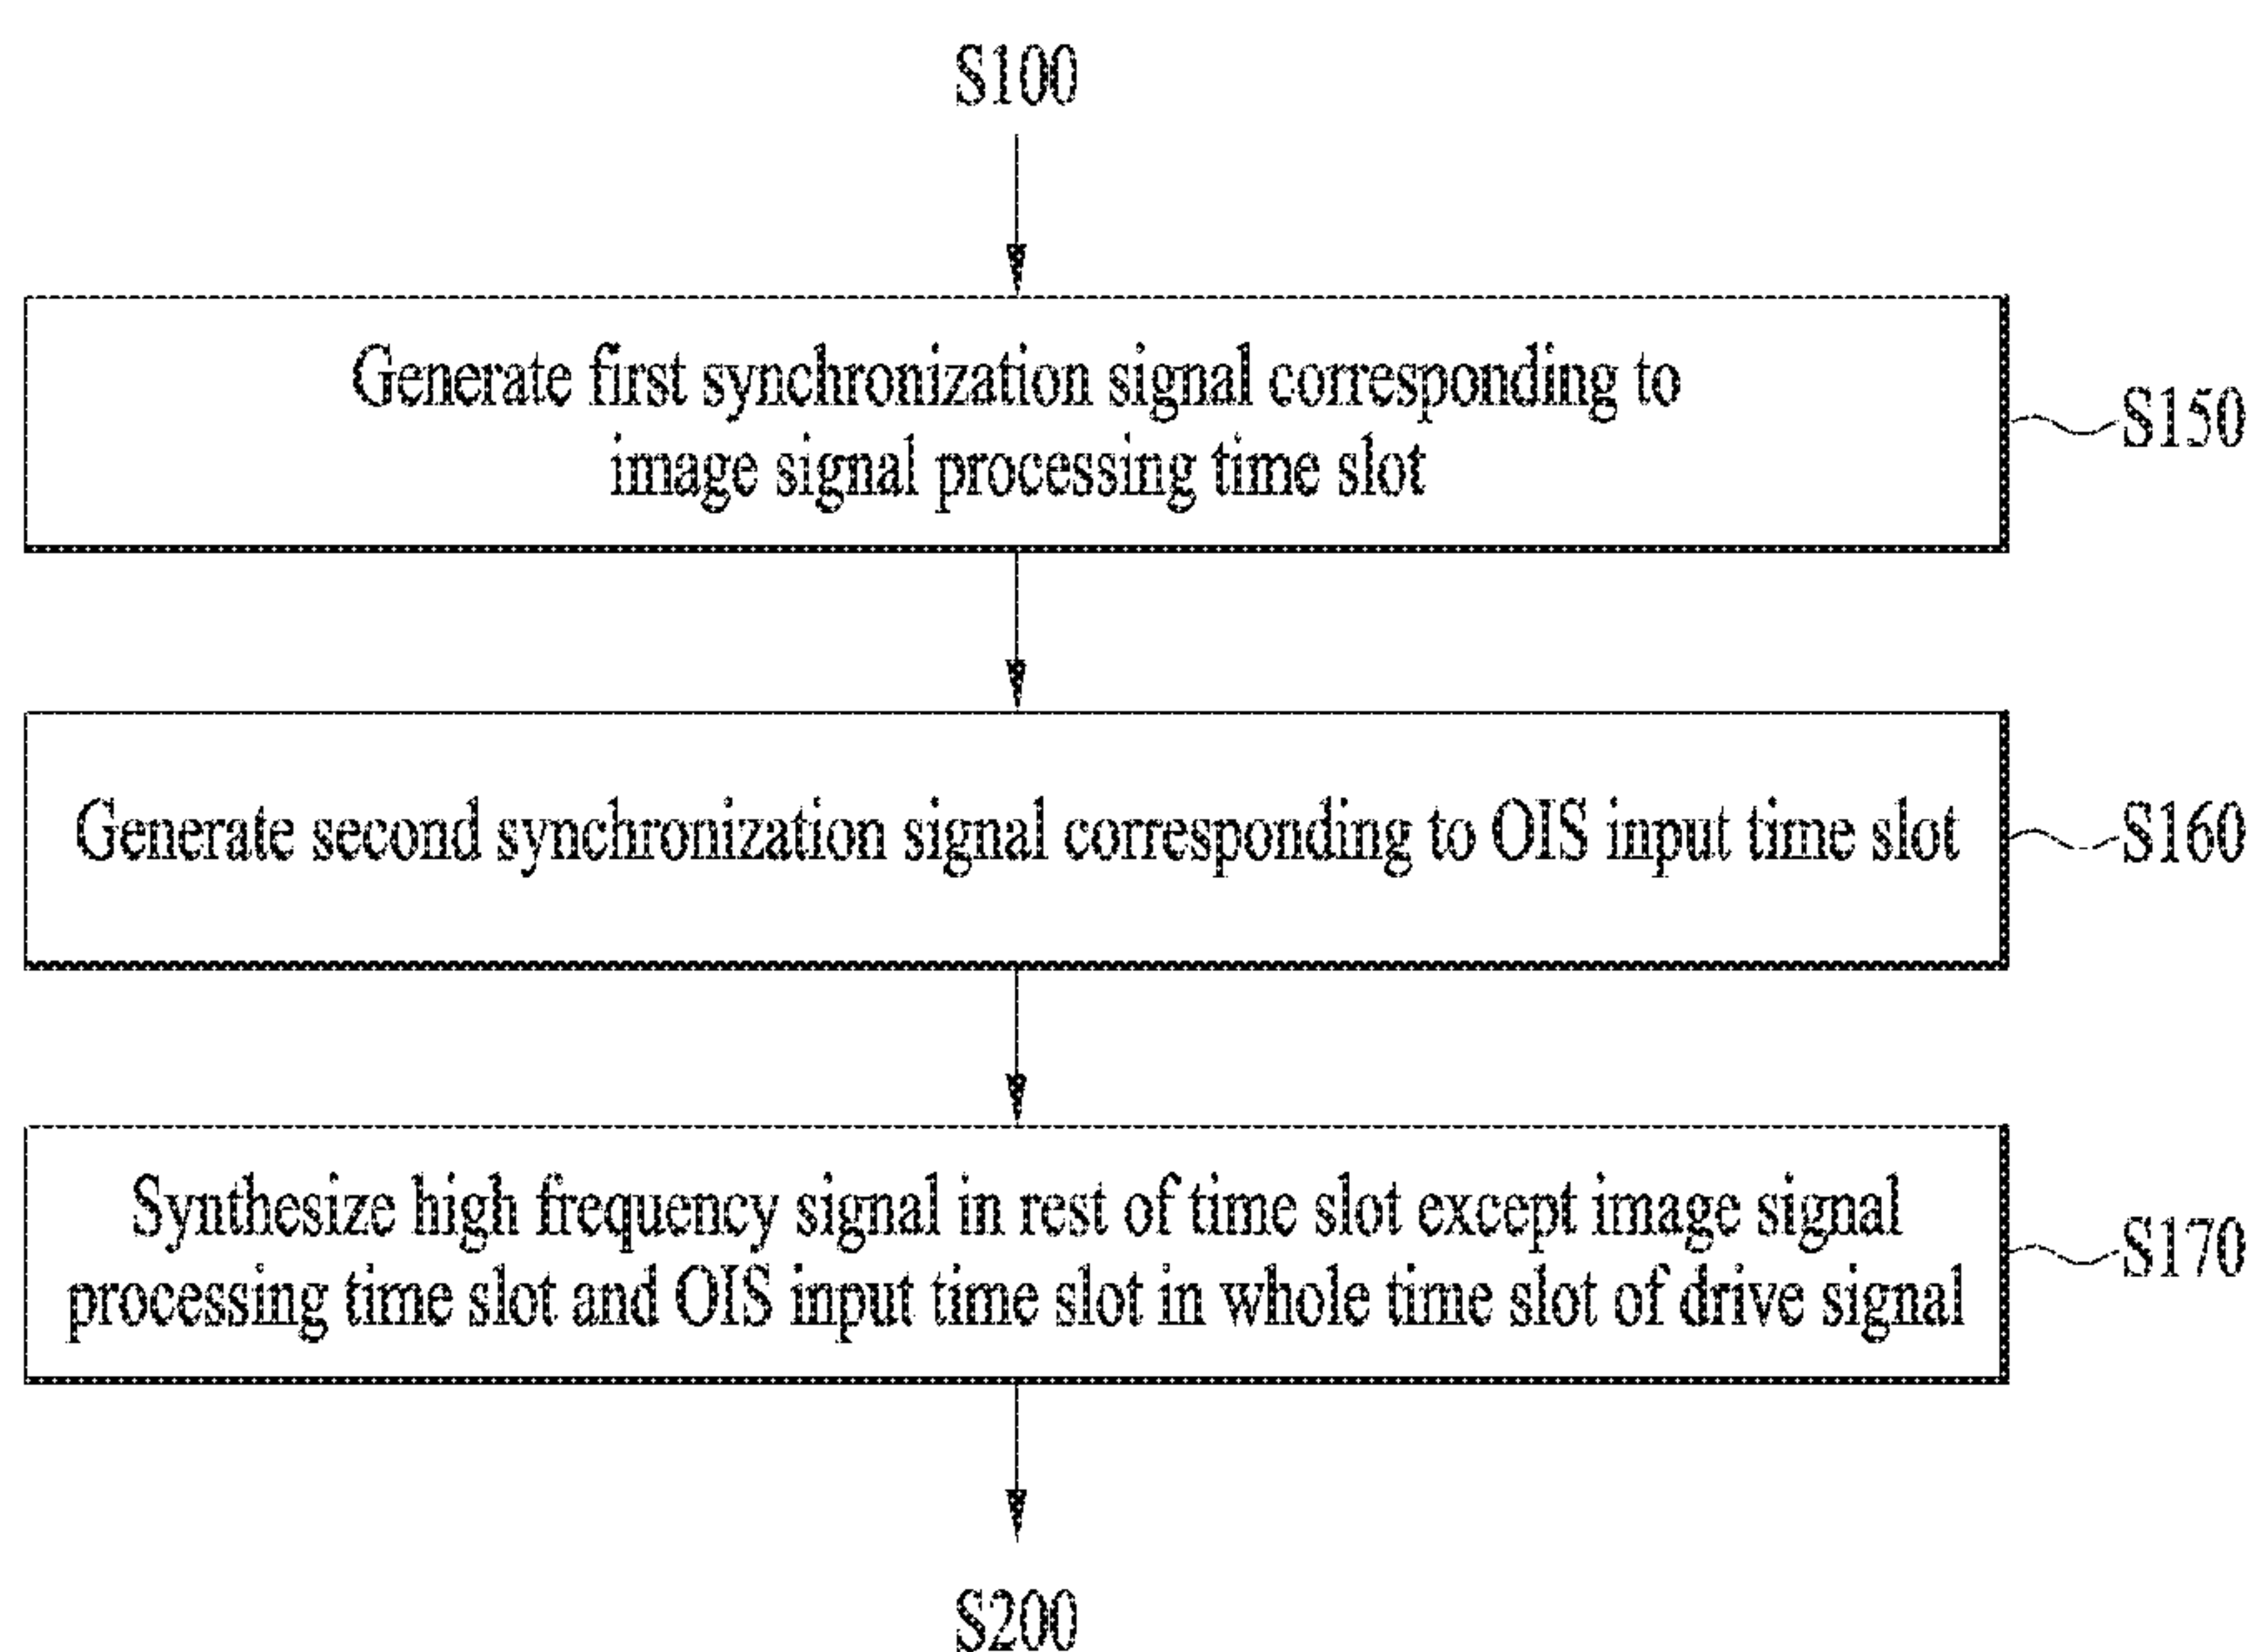 S100
Generate first synchronization signal corresponding to
image signal processing time slot
S150
Generate second synchronization signal corresponding to OIS input time slot
S160
Synthesize high frequency signal in rest of time slot except image signal
processing time slot and OIS input time slot in whole time slot of drive signal
S170
S200